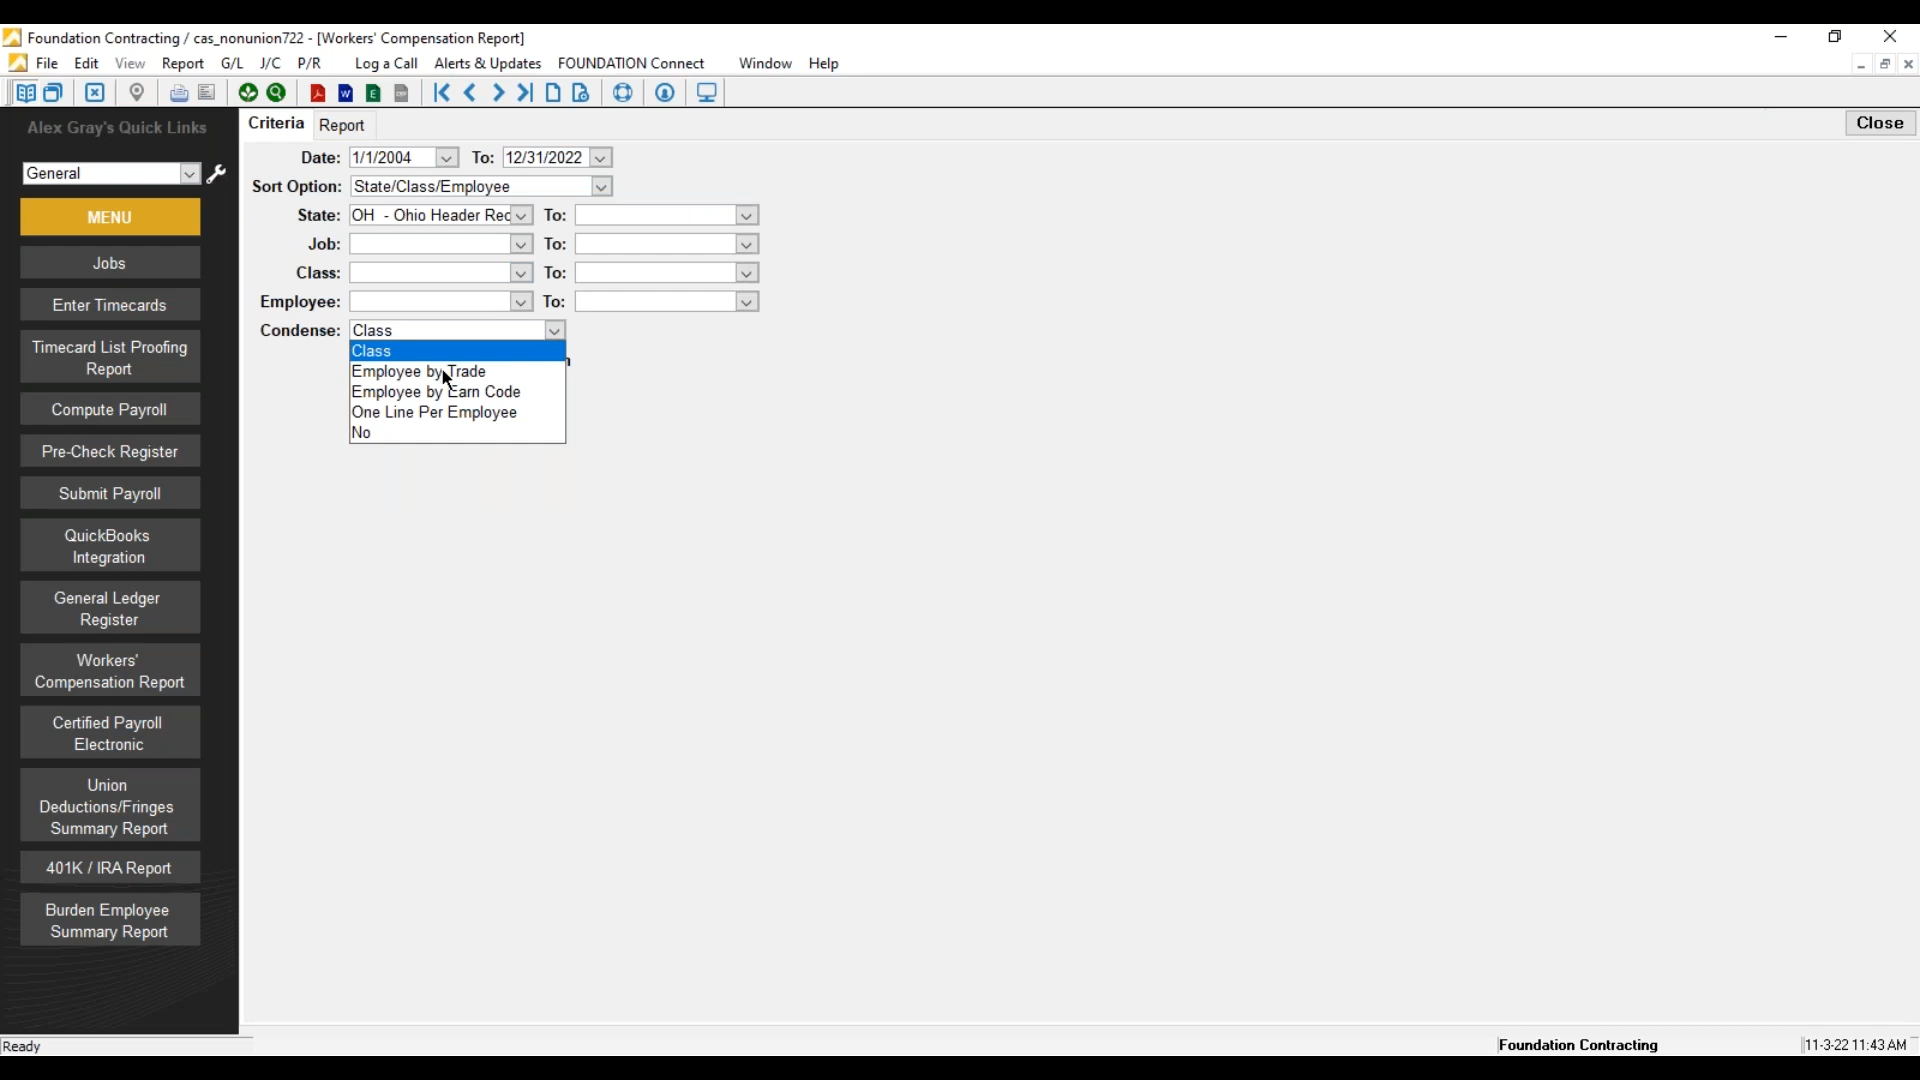 Foundation Contracting / cas_nonunion722 - [Workers' Compensation Report]
File Edit View Report G/L J/C P/R Log a Call Alerts & Updates FOUNDATION Connect Window Help
Alex Gray's Quick Links
General
MENU
Jobs
Enter Timecards
Timecard List Proofing
Report
Compute Payroll
Pre-Check Register
Submit Payroll
QuickBooks
Integration
General Ledger
Register
Workers'
Compensation Report
Certified Payroll
Electronic
Union
Deductions/Fringes
Summary Report
401K / IRA Report
Burden Employee
Summary Report
Criteria Report Close
Date: 1/1/2004 To: 12/31/2022
Sort Option: State/Class/Employee
State: OH - Ohio Header Rec To:
Job: To:
Class: To:
Employee: To:
Condense: Class
Class
Employee by Trade
Employee by Earn Code
One Line Per Employee
No
Ready Foundation Contracting 11-3-22 11:43 AM